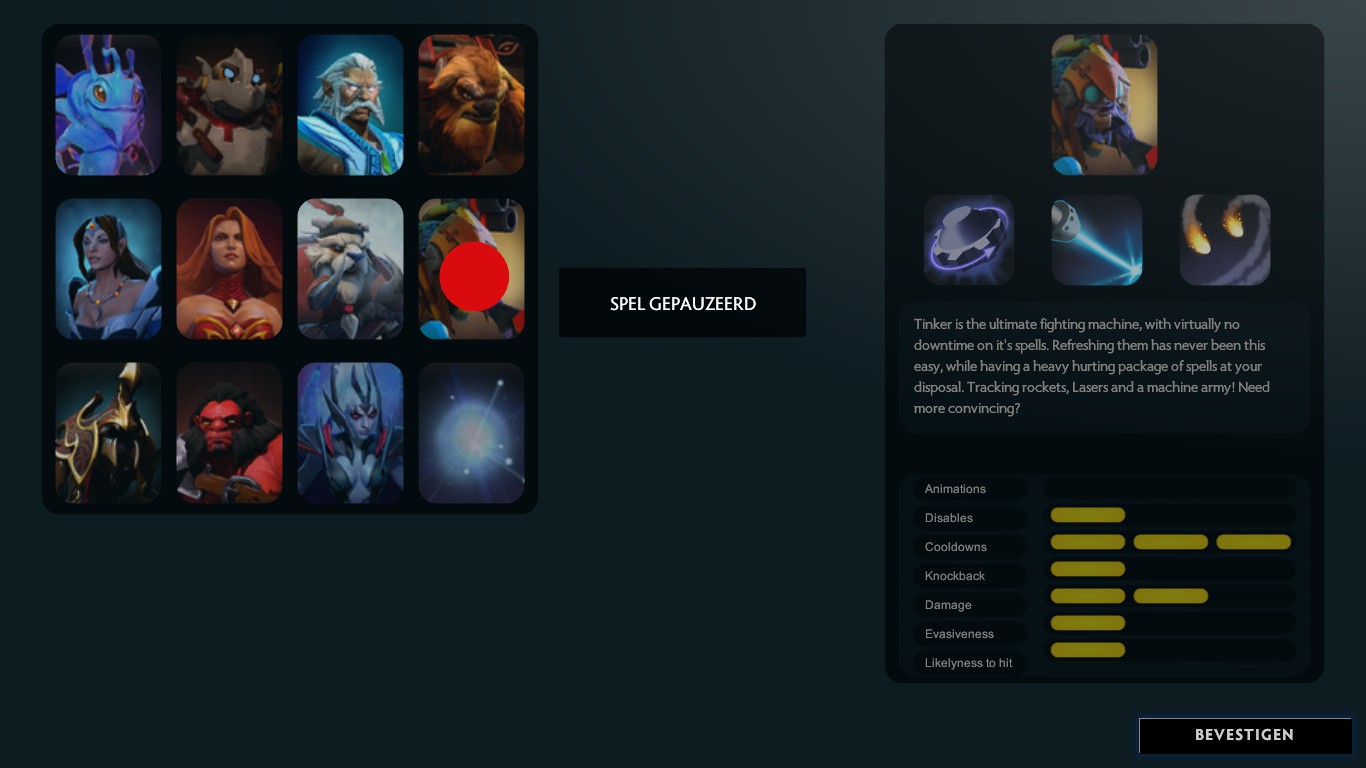 SPEL GEPAUZEERD
Tinker is the ultimate fighting machine, with virtually no
downtime on it's spells. Refreshing them has never been this
easy, while having a heavy hurting package of spells at your
disposal. Tracking rockets, Lasers and a machine army! Need
more convincing?
Animations
Disables
Cooldowns
Knockback
Damage
Evasiveness
Likelyness to hit
BEVESTIGEN